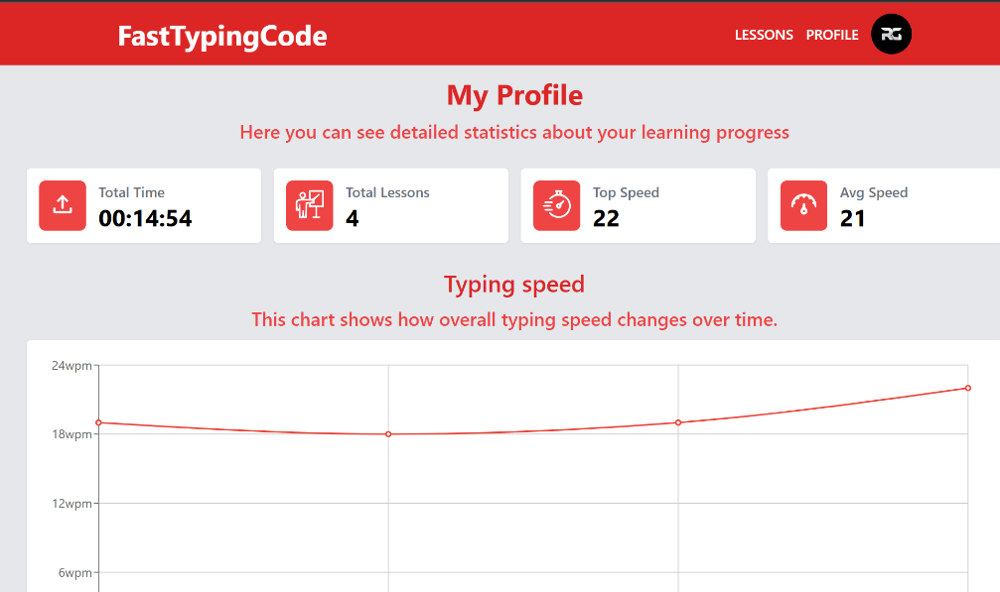 FastTypingCode
LESSONS PROFILE RG
My Profile
Here you can see detailed statistics about your learning progress
Total Time
00:14:54
Total Lessons
4
Top Speed
22
Avg Speed
21
Typing speed
This chart shows how overall typing speed changes over time.
24wpm
18wpm
12wpm
6wpm